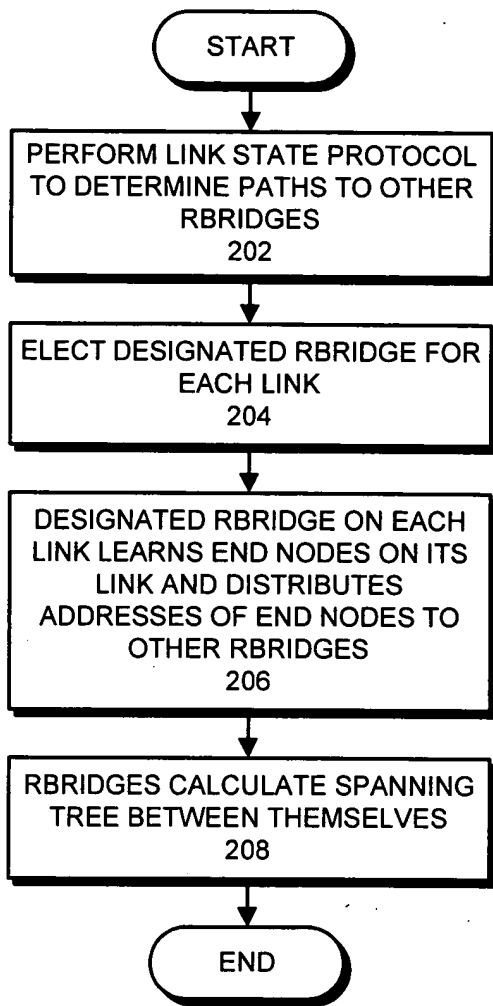 START
PERFORM LINK STATE PROTOCOL
TO DETERMINE PATHS TO OTHER
RBRIDGES
202
ELECT DESIGNATED RBRIDGE FOR
EACH LINK
204
DESIGNATED RBRIDGE ON EACH
LINK LEARNS END NODES ON ITS
LINK AND DISTRIBUTES
ADDRESSES OF END NODES TO
OTHER RBRIDGES
206
RBRIDGES CALCULATE SPANNING
TREE BETWEEN THEMSELVES
208
END